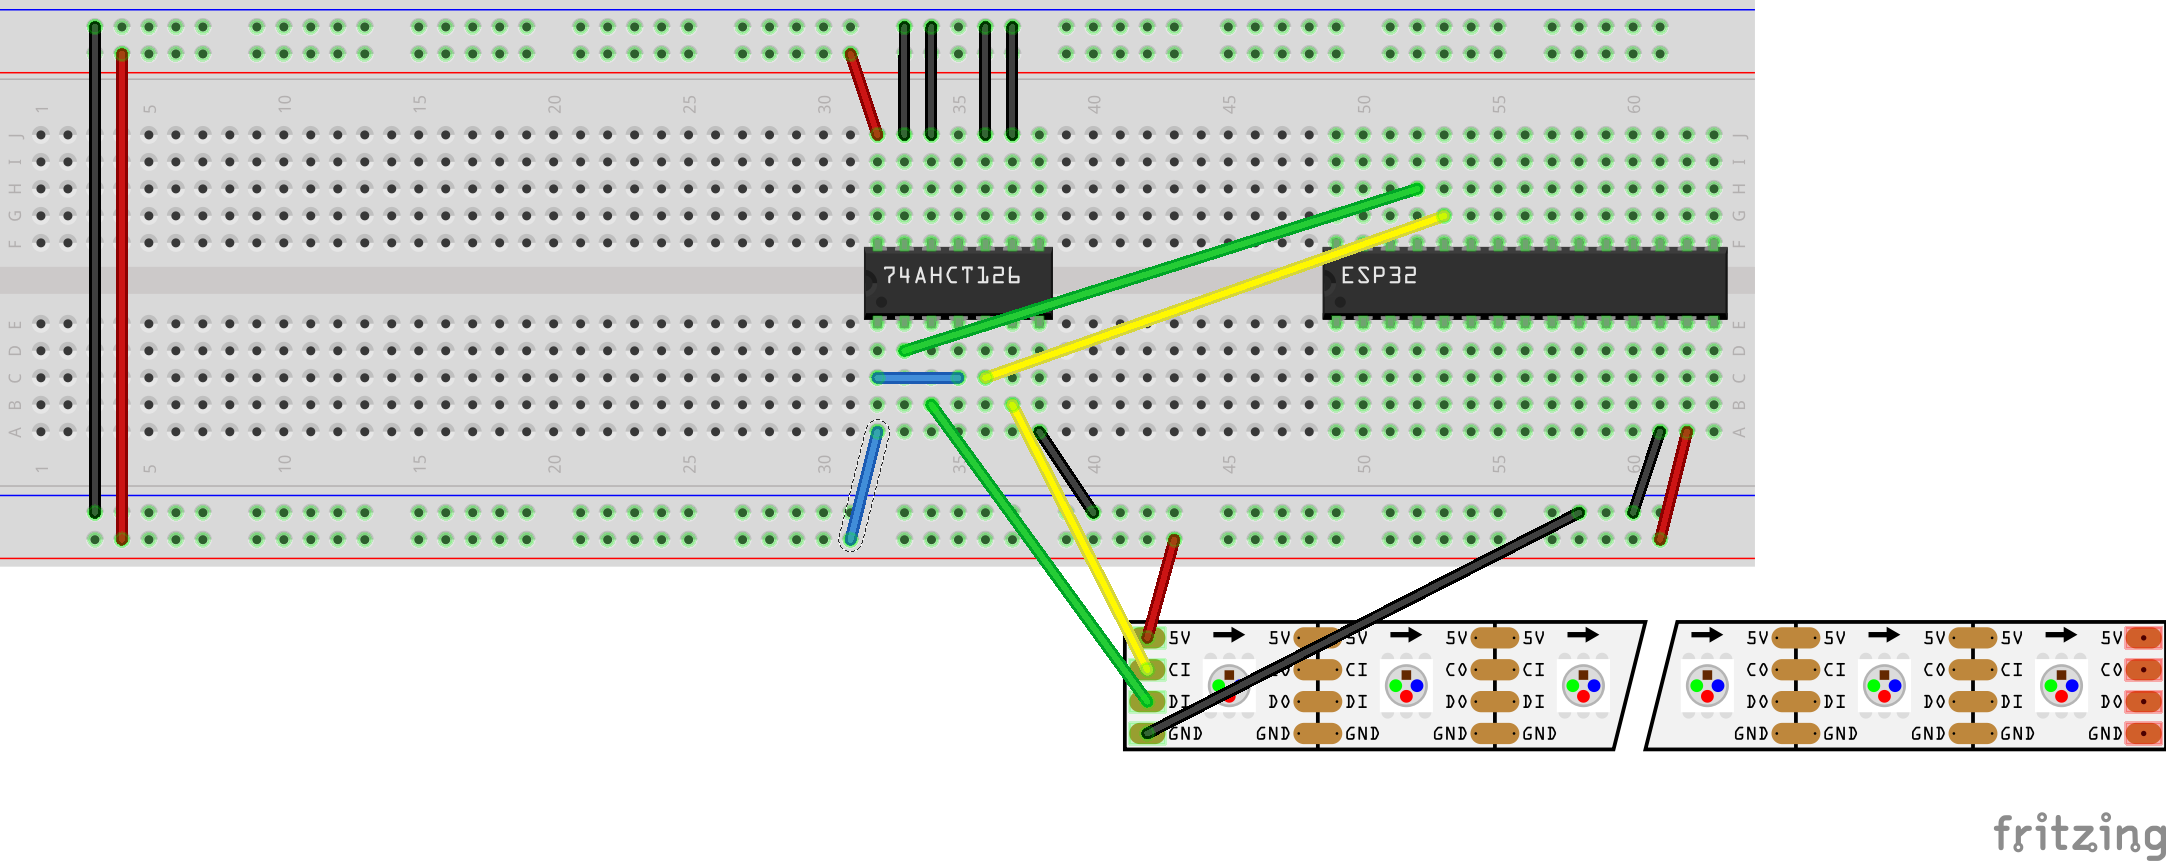 1 5 10 15 20 25 30 35 40 45 50 55 60
J J
I I
H H
G G
F F
74AHCT126 ESP32
E E
D D
C C
B B
A A
1 5 10 15 20 25 30 35 40 45 50 55 60
5V 5V 5V 5V 5V 5V 5V 5V 5V 5V
CI CO CI CO CI CO CI CO CI CO
DI DO DI DO DI DO DI DO DI DO
GND GND GND GND GND GND GND GND GND GND
fritzing